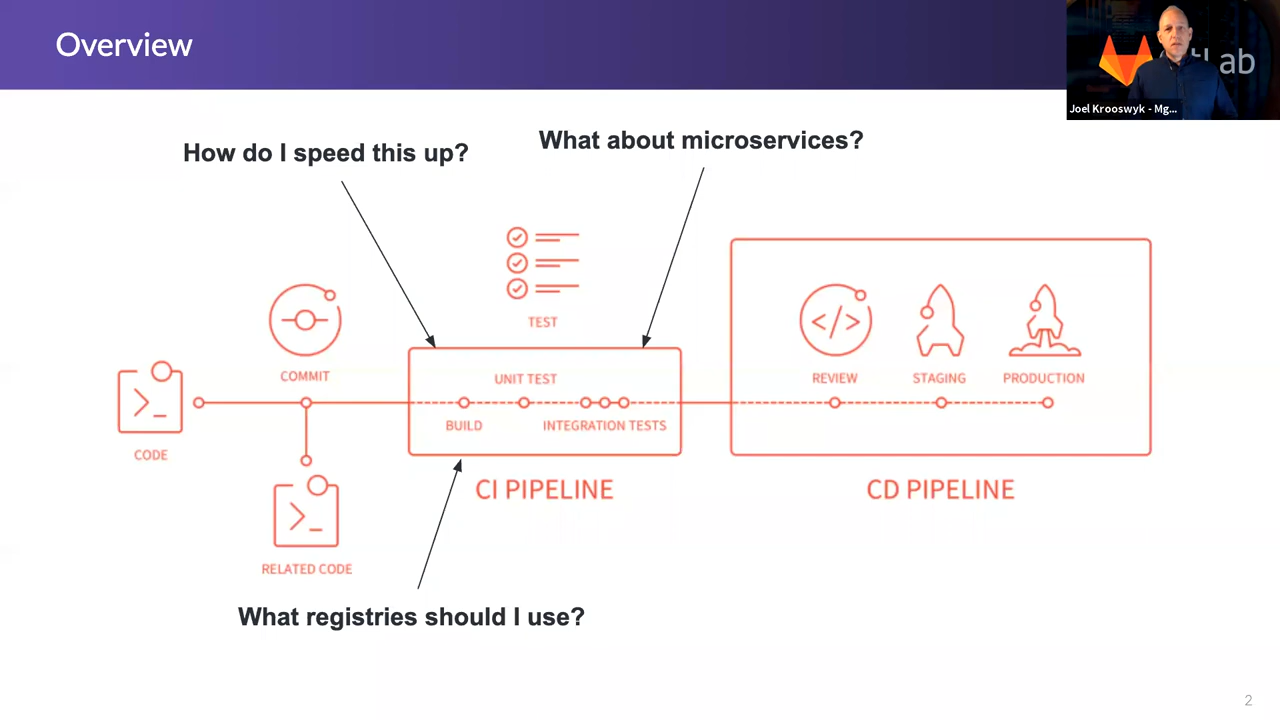 Overview
Lab
Joel Krooswyk - Mg...
How do I speed this up?
What about microservices?
TEST
COMMIT
CODE
UNIT TEST
BUILD
INTEGRATION TESTS
REVIEW
STAGING
PRODUCTION
CI PIPELINE
CD PIPELINE
RELATED CODE
What registries should I use?
2